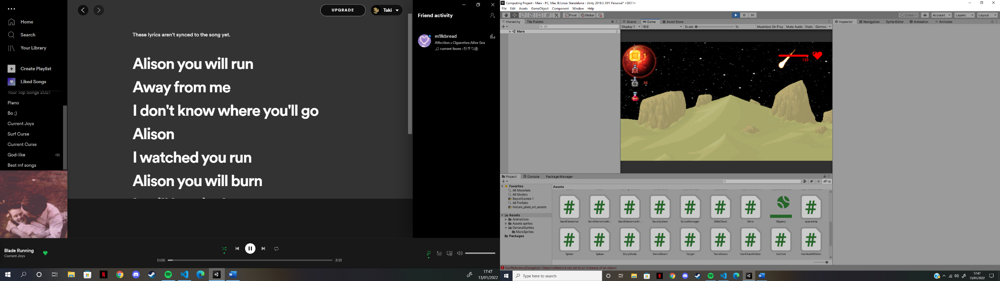 Home
Search
Your Library
Create Playlist
Liked Songs
Your Top Songs 2021
Piano
Bo ;)
Current Joys
Surf Curse
Current Curse
God-like
Best mf songs
UPGRADE
Taki
These lyrics aren't synced to the song yet.
Alison you will run
Away from me
I don't know where you'll go
Alison
I watched you run
Alison you will burn
Friend activity
m1lkbread
Affection • Cigarettes After Sex
current faves : 好きな曲
Blade Running
Current Joys
0:06
3:13
17:47
13/01/2022
Computing Project - Mars - PC, Mac & Linux Standalone - Unity 2019.3.10f1 Personal* <DX11>
File Edit Assets GameObject Component Window Help
Pivot Global
Collab Account Layers Layout
Hierarchy Tile Palette
All
Mars
Scene Game Asset Store
Display 1 16:9 Scale 1x Maximize On Play Mute Audio Stats Gizmos
1
56
135
Inspector Navigation Sprite Editor Animation Animator
Project Console Package Manager
18
Favorites
All Materials
All Models
BayatGames 1
All Prefabs
Nature_pixel_art_assets
Assets
Animations
Assets sprites
GeneralSprites
MarsSprites
Packages
Assets
SandElemental SandElementalAt... SandElementalAt... SaveSystem ScoreManager SkillsChest Slime Slippery spaceship
Spider Spikes StoryMode SwordBeam Target TerraBeam VarAttackPotion VarCoin VarHealthPotion
NullReferenceException: Object reference not set to an instance of an object
Type here to search
17:47
13/01/2022